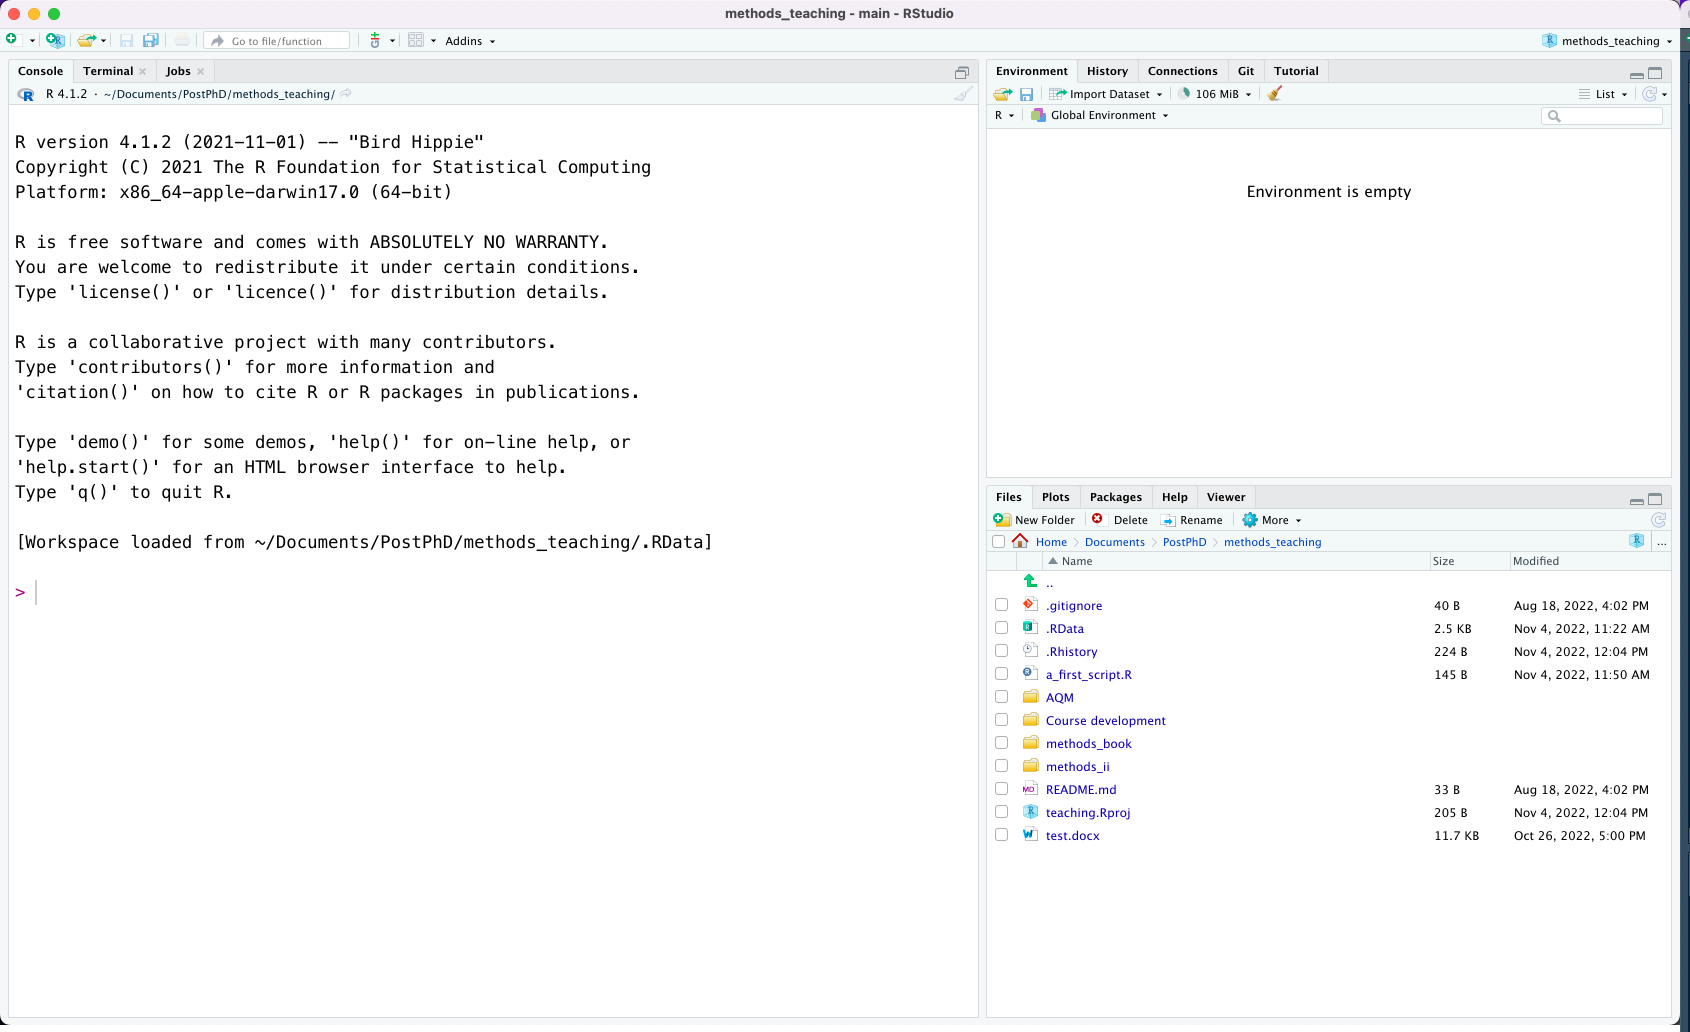 methods_teaching - main - RStudio
Go to file/function
Addins
methods_teaching
Console Terminal Jobs
R 4.1.2 · ~/Documents/PostPhD/methods_teaching/
R version 4.1.2 (2021-11-01) -- "Bird Hippie"
Copyright (C) 2021 The R Foundation for Statistical Computing
Platform: x86_64-apple-darwin17.0 (64-bit)
R is free software and comes with ABSOLUTELY NO WARRANTY.
You are welcome to redistribute it under certain conditions.
Type 'license()' or 'licence()' for distribution details.
R is a collaborative project with many contributors.
Type 'contributors()' for more information and
'citation()' on how to cite R or R packages in publications.
Type 'demo()' for some demos, 'help()' for on-line help, or
'help.start()' for an HTML browser interface to help.
Type 'q()' to quit R.
[Workspace loaded from ~/Documents/PostPhD/methods_teaching/.RData]
>
Environment History Connections Git Tutorial
Import Dataset 106 MiB List
R Global Environment
Environment is empty
Files Plots Packages Help Viewer
New Folder Delete Rename More
Home Documents PostPhD methods_teaching ...
Name Size Modified
..
.gitignore 40 B Aug 18, 2022, 4:02 PM
.RData 2.5 KB Nov 4, 2022, 11:22 AM
.Rhistory 224 B Nov 4, 2022, 12:04 PM
a_first_script.R 145 B Nov 4, 2022, 11:50 AM
AQM
Course development
methods_book
methods_ii
README.md 33 B Aug 18, 2022, 4:02 PM
teaching.Rproj 205 B Nov 4, 2022, 12:04 PM
test.docx 11.7 KB Oct 26, 2022, 5:00 PM